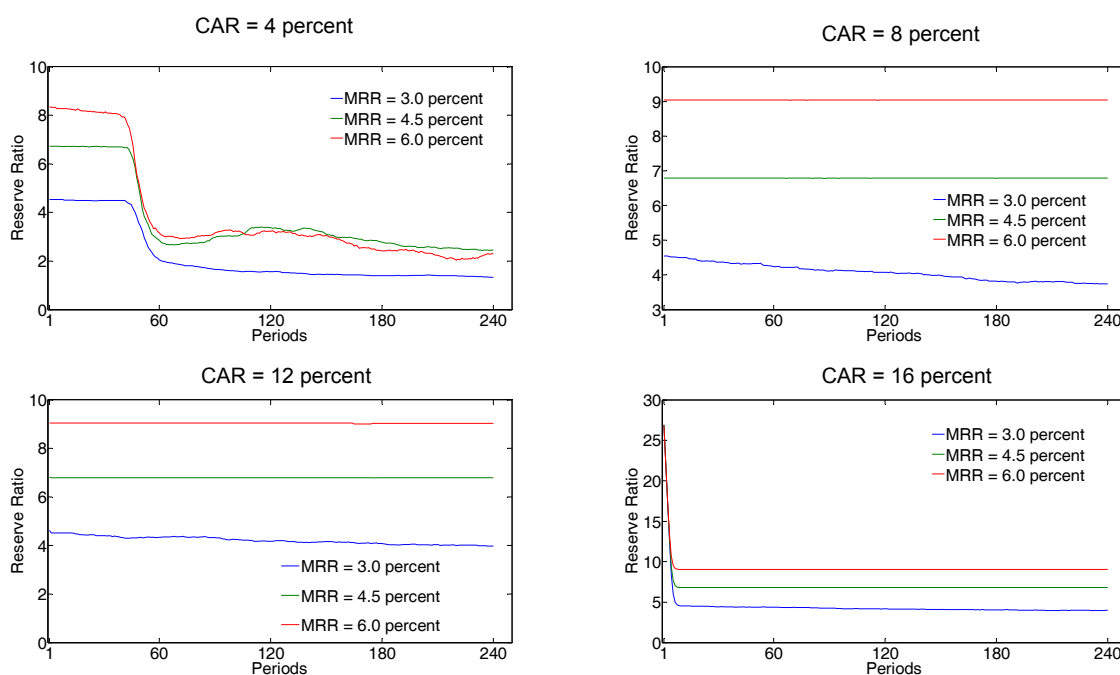 CAR = 4 percent
10
8
6
4
2
0
Reserve Ratio
MRR = 3.0 percent
MRR = 4.5 percent
MRR = 6.0 percent
1
60
120
180
240
Periods
CAR = 8 percent
10
9
8
7
6
5
4
3
Reserve Ratio
MRR = 3.0 percent
MRR = 4.5 percent
MRR = 6.0 percent
1
60
120
180
240
Periods
CAR = 12 percent
10
8
6
4
2
0
Reserve Ratio
MRR = 3.0 percent
MRR = 4.5 percent
MRR = 6.0 percent
1
60
120
180
240
Periods
CAR = 16 percent
30
25
20
15
10
5
0
Reserve Ratio
MRR = 3.0 percent
MRR = 4.5 percent
MRR = 6.0 percent
1
60
120
180
240
Periods